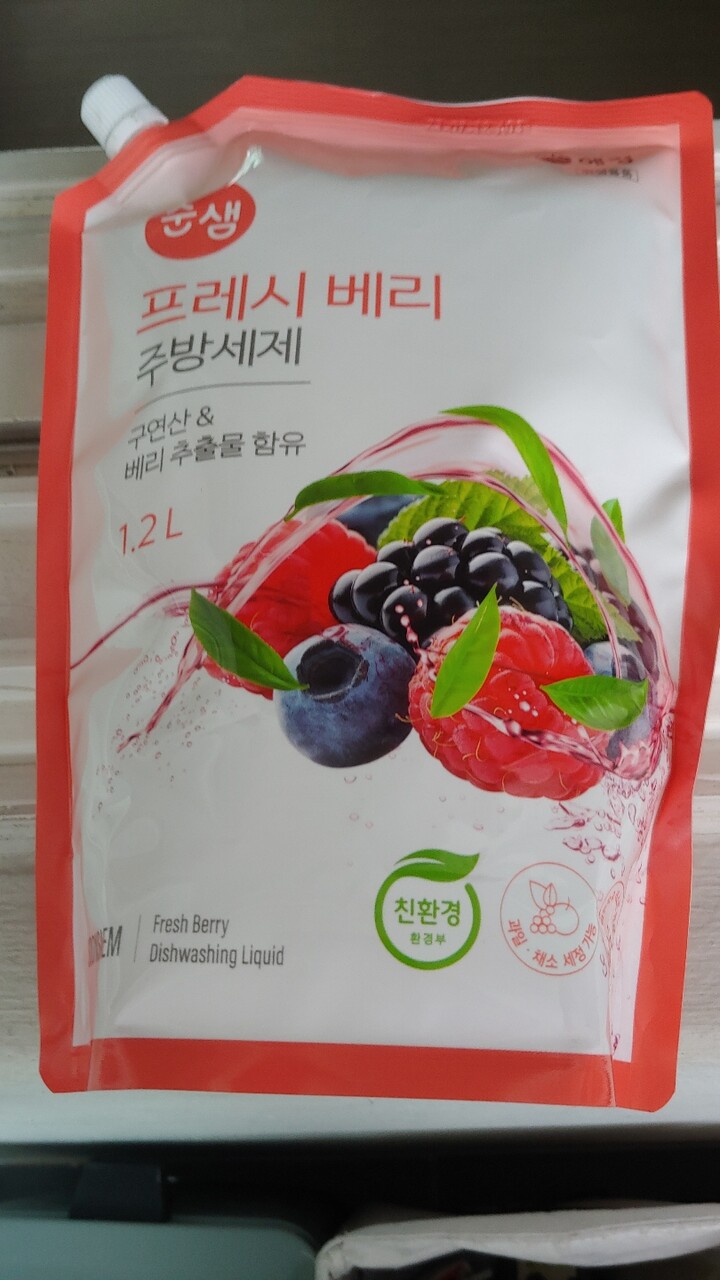 순샘
프레시 베리
주방세제
구연산 &
베리 추출물 함유
1.2 L
친환경
환경부
과일 · 채소 세정 가능
Fresh Berry
Dishwashing Liquid